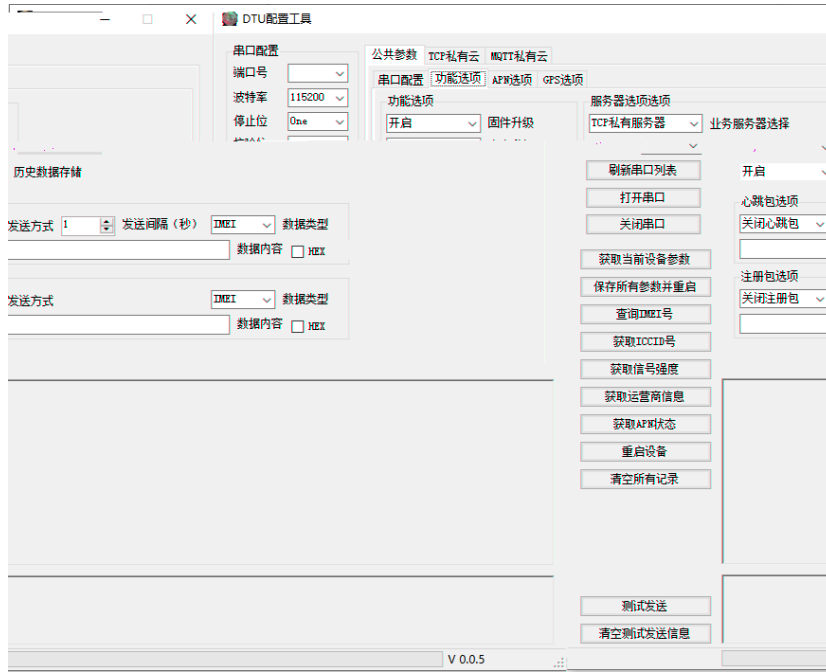 DTU配置工具
串口配置
端口号
波特率 115200
停止位 One
公共参数 TCP私有云 MQTT私有云
串口配置 功能选项 APN选项 GPS选项
功能选项
开启 固件升级
服务器选项选项
TCP私有服务器 业务服务器选择
历史数据存储
发送方式 1 发送间隔（秒） IMEI 数据类型
数据内容 HEX
发送方式 IMEI 数据类型
数据内容 HEX
刷新串口列表
打开串口
关闭串口
获取当前设备参数
保存所有参数并重启
查询IMEI号
获取ICCID号
获取信号强度
获取运营商信息
获取APN状态
重启设备
清空所有记录
测试发送
清空测试发送信息
开启
心跳包选项
关闭心跳包
注册包选项
关闭注册包
V 0.0.5